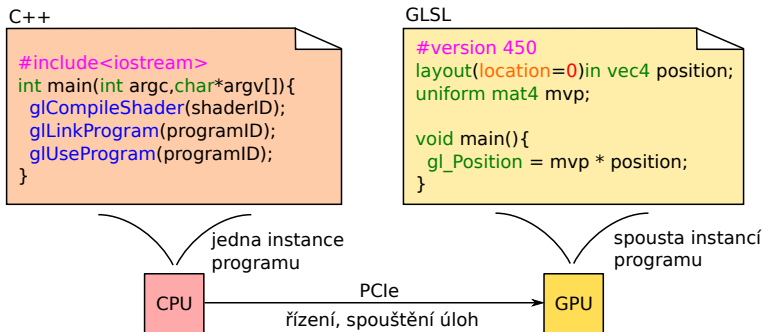 C++
#include<iostream>
int main(int argc,char*argv[]){
glCompileShader(shaderID);
glLinkProgram(programID);
glUseProgram(programID);
}
GLSL
#version 450
layout(location=0)in vec4 position;
uniform mat4 mvp;
void main(){
gl_Position = mvp * position;
}
jedna instance
programu
spousta instancí
programu
CPU
PCIe
řízení, spouštění úloh
GPU